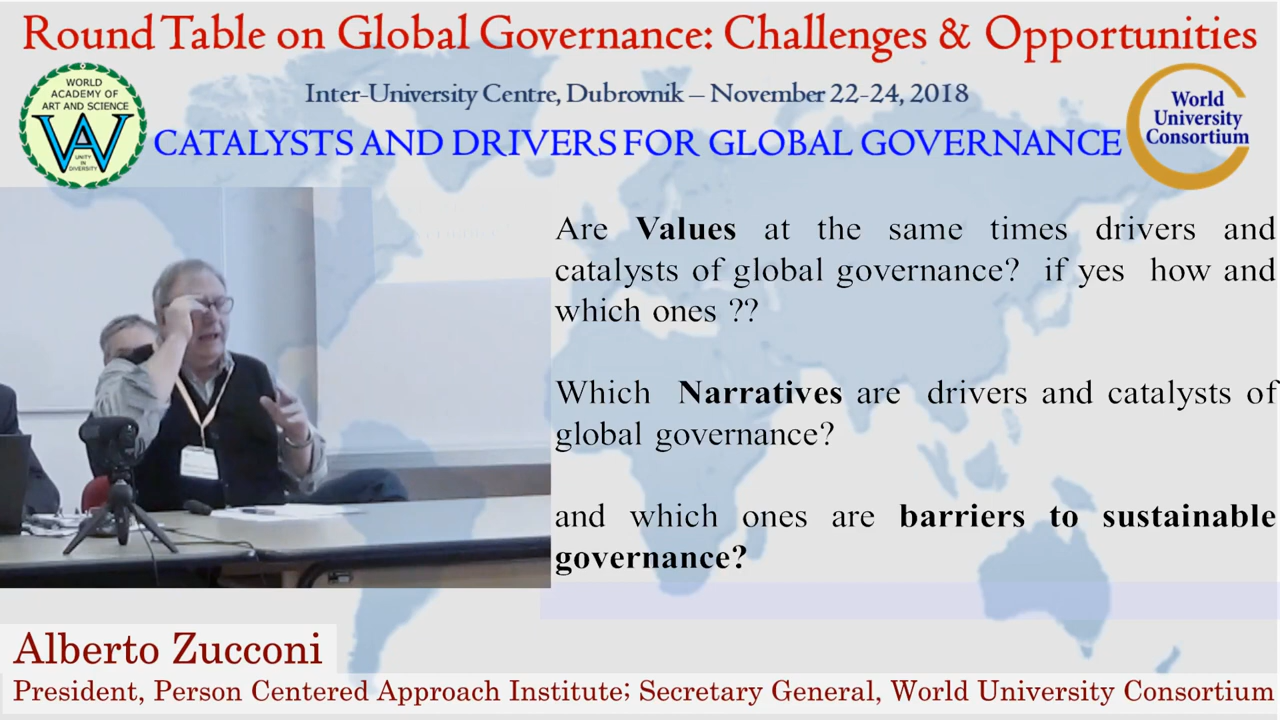 Round Table on Global Governance: Challenges & Opportunities
WORLD
ACADEMY OF
ART AND SCIENCE
WA
UNITY
IN
DIVERSITY
Inter-University Centre, Dubrovnik – November 22-24, 2018
CATALYSTS AND DRIVERS FOR GLOBAL GOVERNANCE
World
University
Consortium
Are Values at the same times drivers and
catalysts of global governance? if yes how and
which ones ??
Which Narratives are drivers and catalysts of
global governance?
and which ones are barriers to sustainable
governance?
Alberto Zucconi
President, Person Centered Approach Institute; Secretary General, World University Consortium